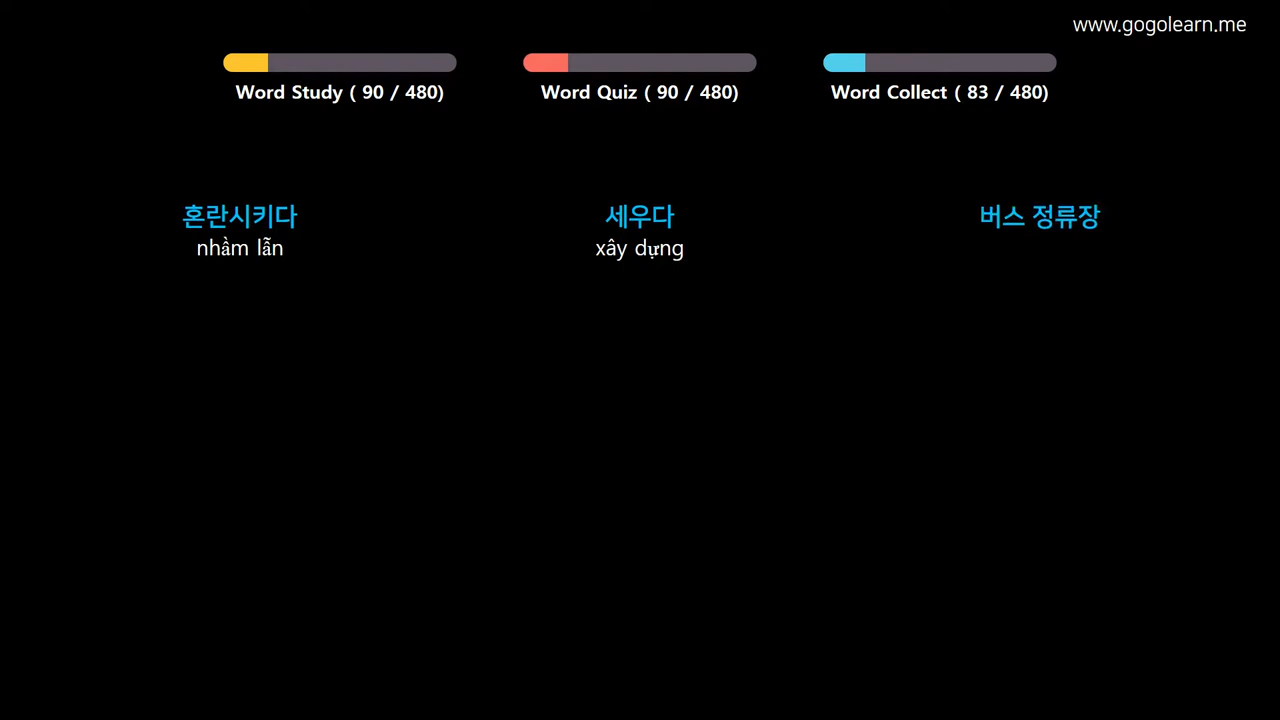 www.gogolearn.me
Word Study ( 90 / 480)
Word Quiz ( 90 / 480)
Word Collect ( 83 / 480)
혼란시키다
nhầm lẫn
세우다
xây dựng
버스 정류장